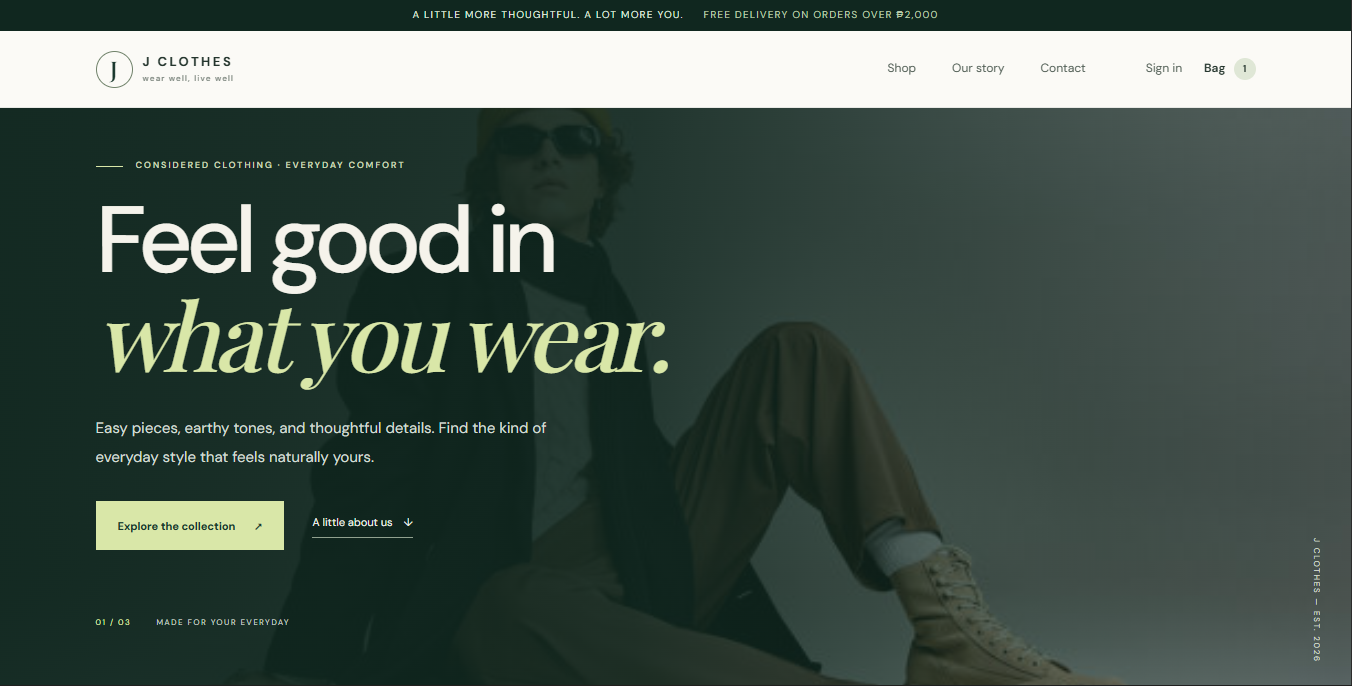 A LITTLE MORE THOUGHTFUL. A LOT MORE YOU. FREE DELIVERY ON ORDERS OVER ₱2,000
J
J CLOTHES
wear well, live well
Shop Our story Contact Sign in Bag 1
CONSIDERED CLOTHING · EVERYDAY COMFORT
Feel good in
what you wear.
Easy pieces, earthy tones, and thoughtful details. Find the kind of
everyday style that feels naturally yours.
Explore the collection ↗ A little about us ↓
01 / 03 MADE FOR YOUR EVERYDAY
J CLOTHES — EST. 2026